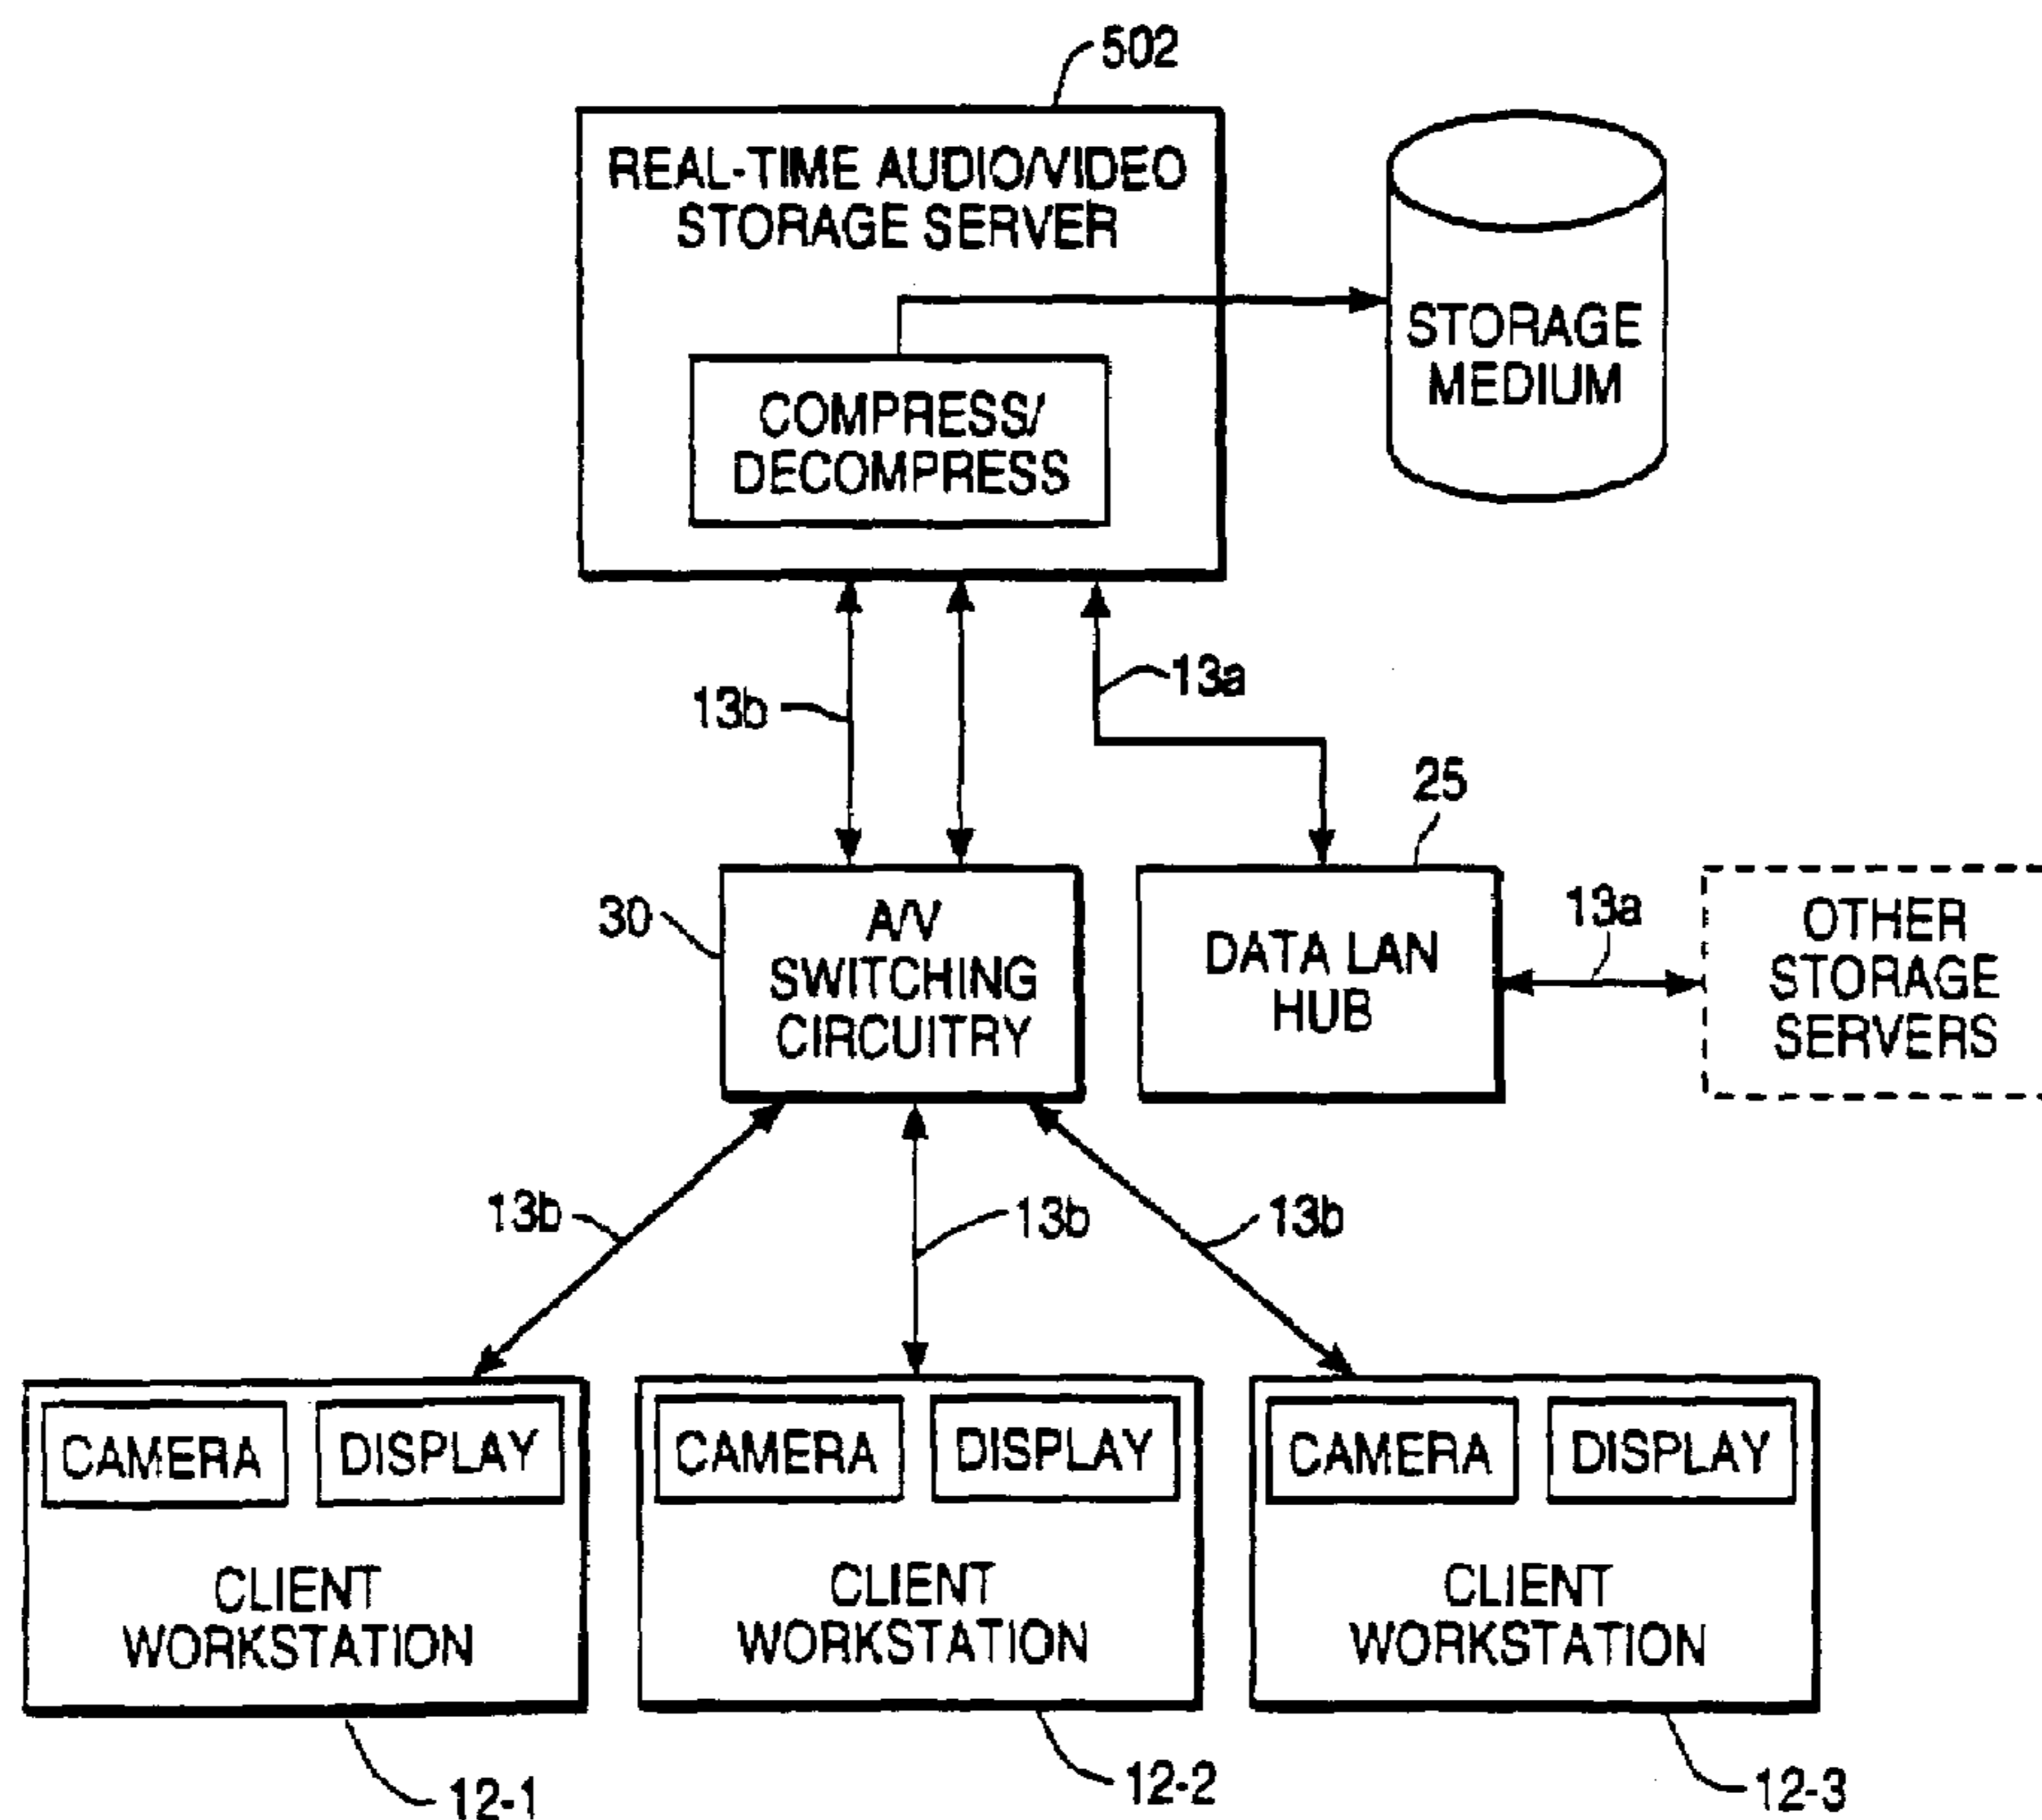 502
REAL-TIME AUDIO/VIDEO
STORAGE SERVER
COMPRESS/
DECOMPRESS
STORAGE
MEDIUM
13b
13a
25
30
A/V
SWITCHING
CIRCUITRY
DATA LAN
HUB
13a
OTHER
STORAGE
SERVERS
13b
13b
13b
CAMERA
DISPLAY
CLIENT
WORKSTATION
CAMERA
DISPLAY
CLIENT
WORKSTATION
CAMERA
DISPLAY
CLIENT
WORKSTATION
12-1
12-2
12-3